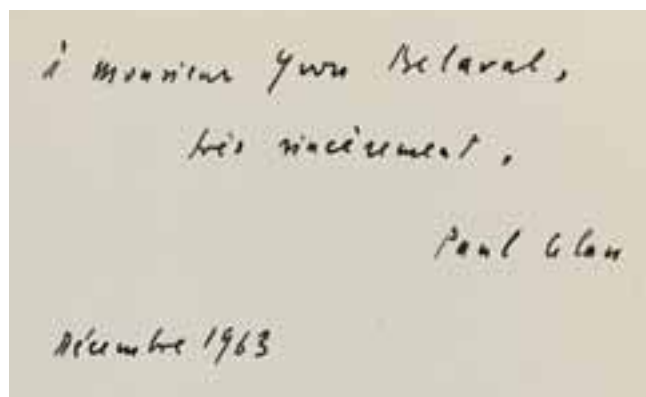 à Monsieur Yvon Belaval,
très sincèrement,
Paul Celan
Décembre 1963